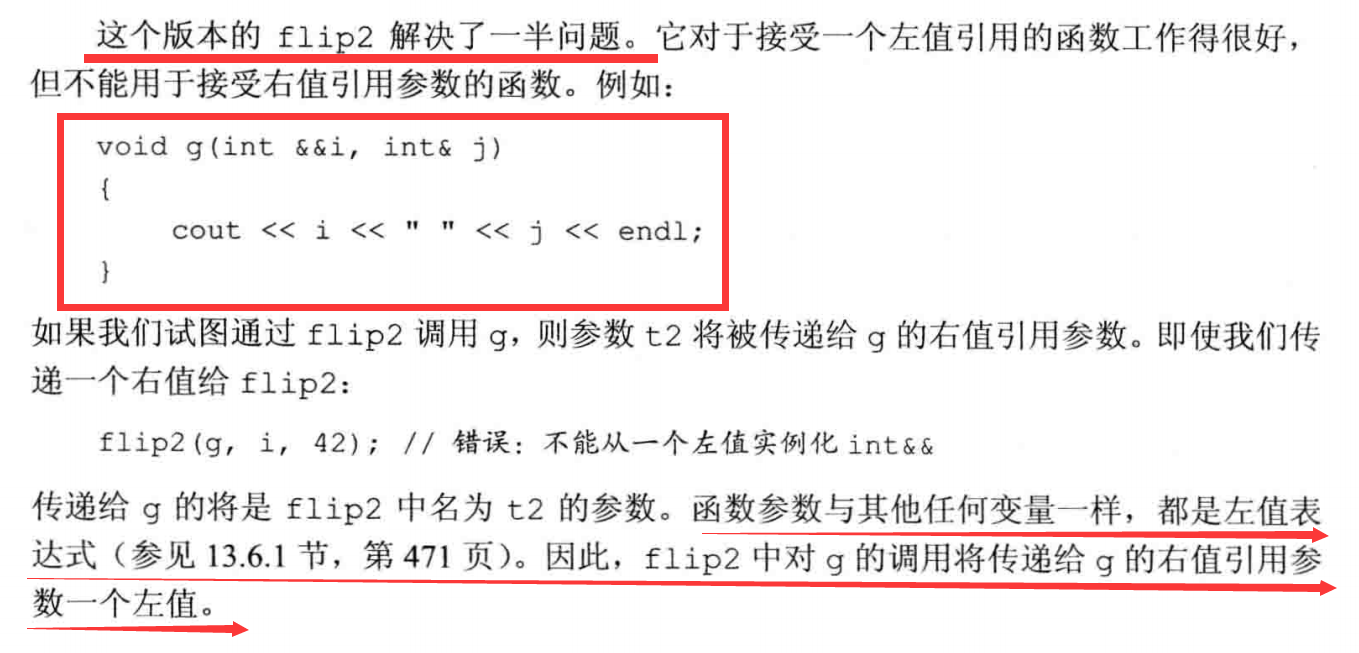 这个版本的 flip2 解决了一半问题。它对于接受一个左值引用的函数工作得很好，
但不能用于接受右值引用参数的函数。例如：
void g(int &&i, int& j)
{
cout << i << " " << j << endl;
}
如果我们试图通过 flip2 调用 g，则参数 t2 将被传递给 g 的右值引用参数。即使我们传
递一个右值给 flip2：
flip2(g, i, 42); // 错误：不能从一个左值实例化 int&&
传递给 g 的将是 flip2 中名为 t2 的参数。函数参数与其他任何变量一样，都是左值表
达式（参见 13.6.1 节，第 471 页）。因此，flip2 中对 g 的调用将传递给 g 的右值引用参
数一个左值。